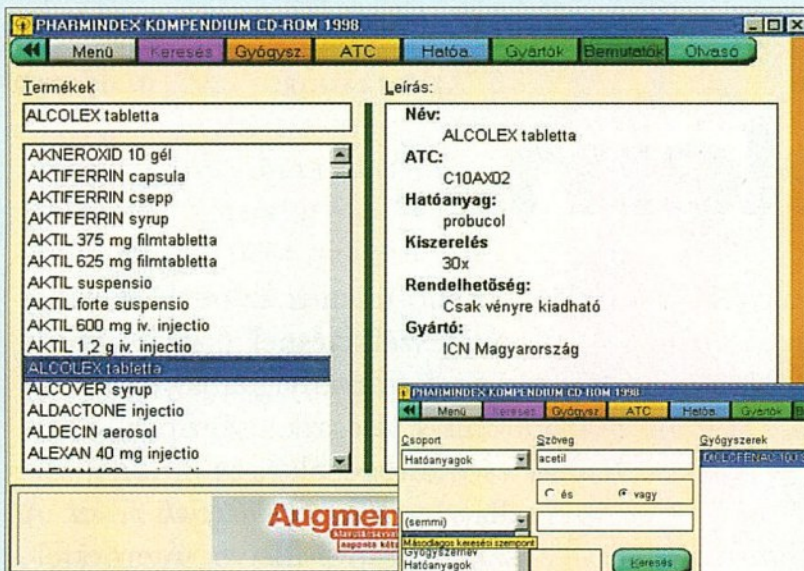 PHARMINDEX KOMPENDIUM CD-ROM 1998.
Menü Keresés Gyógysz. ATC Hatóa. Gyártók Bemutatók Olvasó
Termékek
ALCOLEX tabletta
AKNEROXID 10 gél
AKTIFERRIN capsula
AKTIFERRIN csepp
AKTIFERRIN syrup
AKTIL 375 mg filmtabletta
AKTIL 625 mg filmtabletta
AKTIL suspensio
AKTIL forte suspensio
AKTIL 600 mg iv. injectio
AKTIL 1,2 g iv. injectio
ALCOLEX tabletta
ALCOVER syrup
ALDACTONE injectio
ALDECIN aerosol
ALEXAN 40 mg injectio
Leírás:
Név:
ALCOLEX tabletta
ATC:
C10AX02
Hatóanyag:
probucol
Kiszerelés
30x
Rendelhetõség:
Csak vényre kiadható
Gyártó:
ICN Magyarország
Augmen
naponta
PHARMINDEX KOMPENDIUM CD-ROM 1998.
Menü Keresés Gyógysz. ATC Hatóa. Gyártók
Csoport
Hatóanyagok
Szöveg
acetil
és vagy
(semmi)
Másodlagos keresési szempont
Gyógyszernév
Hatóanyagok
Keresés
Gyógyszerek